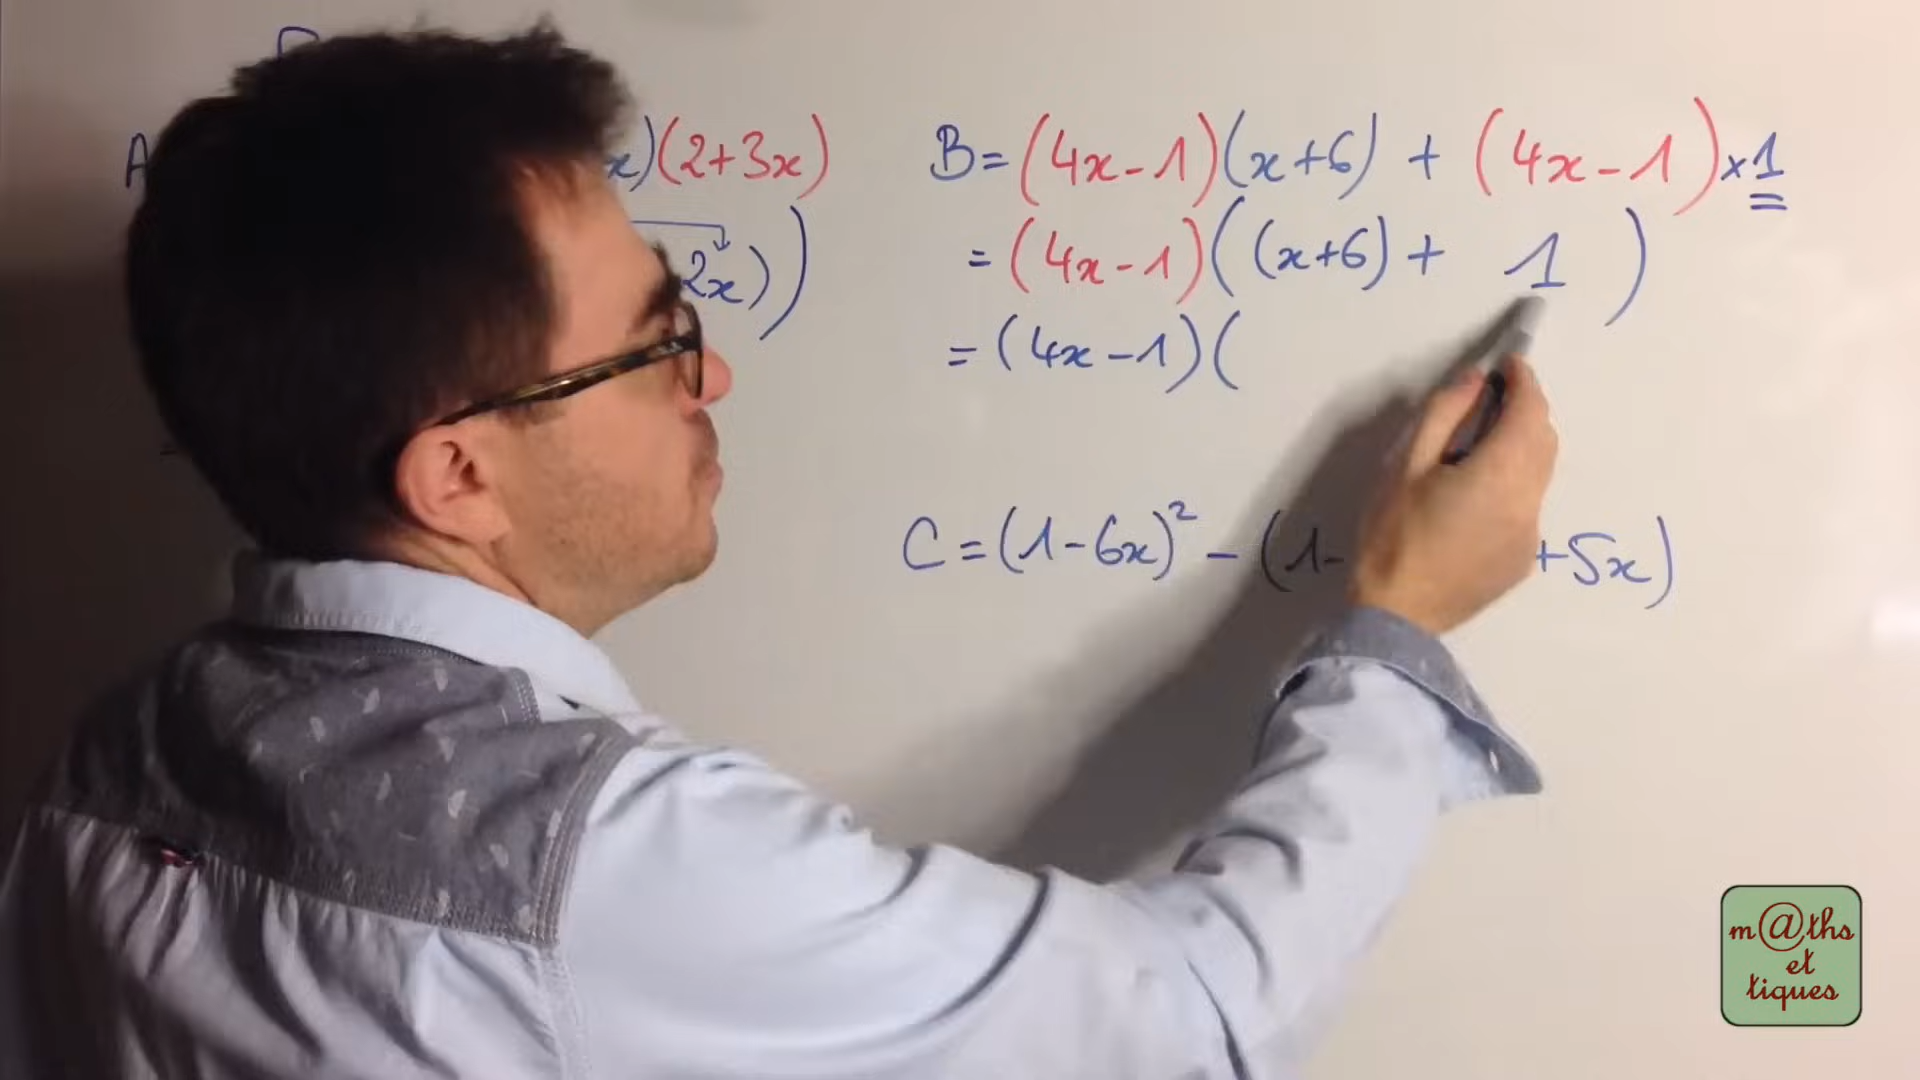 A x)(2+3x)
2x))
B = (4x-1)(x+6) + (4x-1)×1
= (4x-1)((x+6) + 1)
= (4x-1)(
C = (1-6x)² - (1- +5x)
m@ths
et
tiques